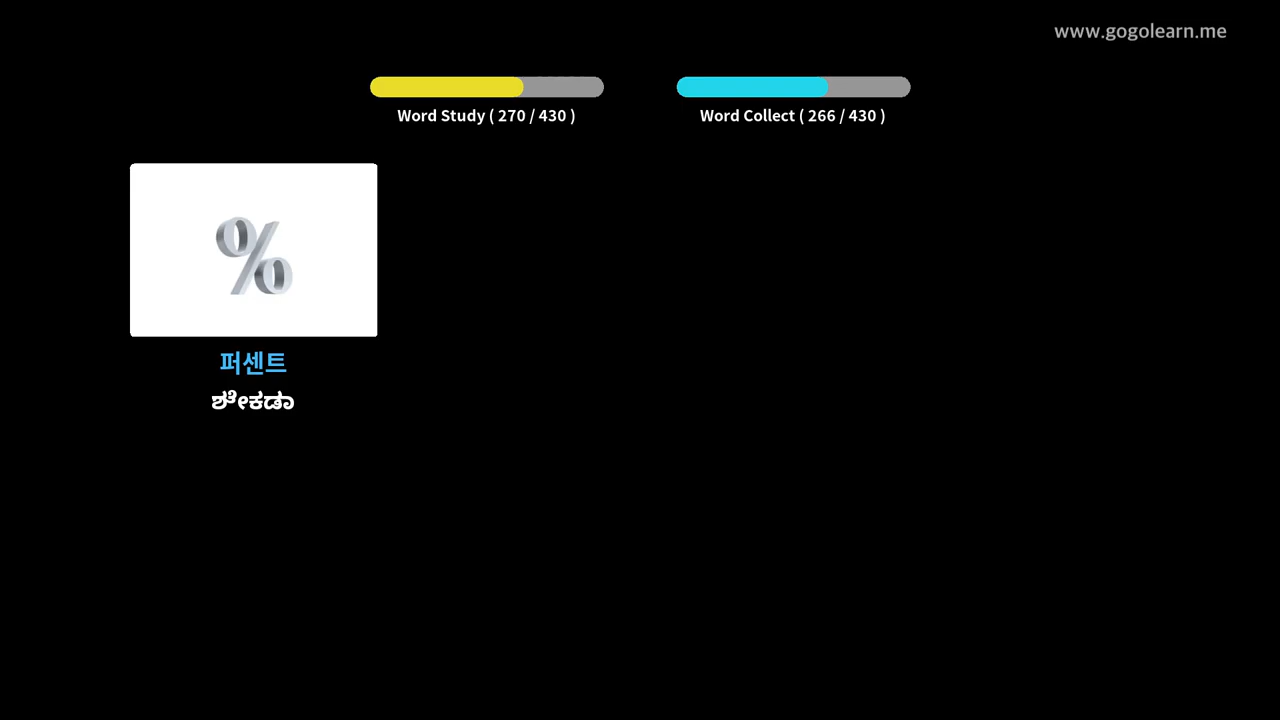 www.gogolearn.me
Word Study ( 270 / 430 )
Word Collect ( 266 / 430 )
%
퍼센트
ಶೇಕಡಾ